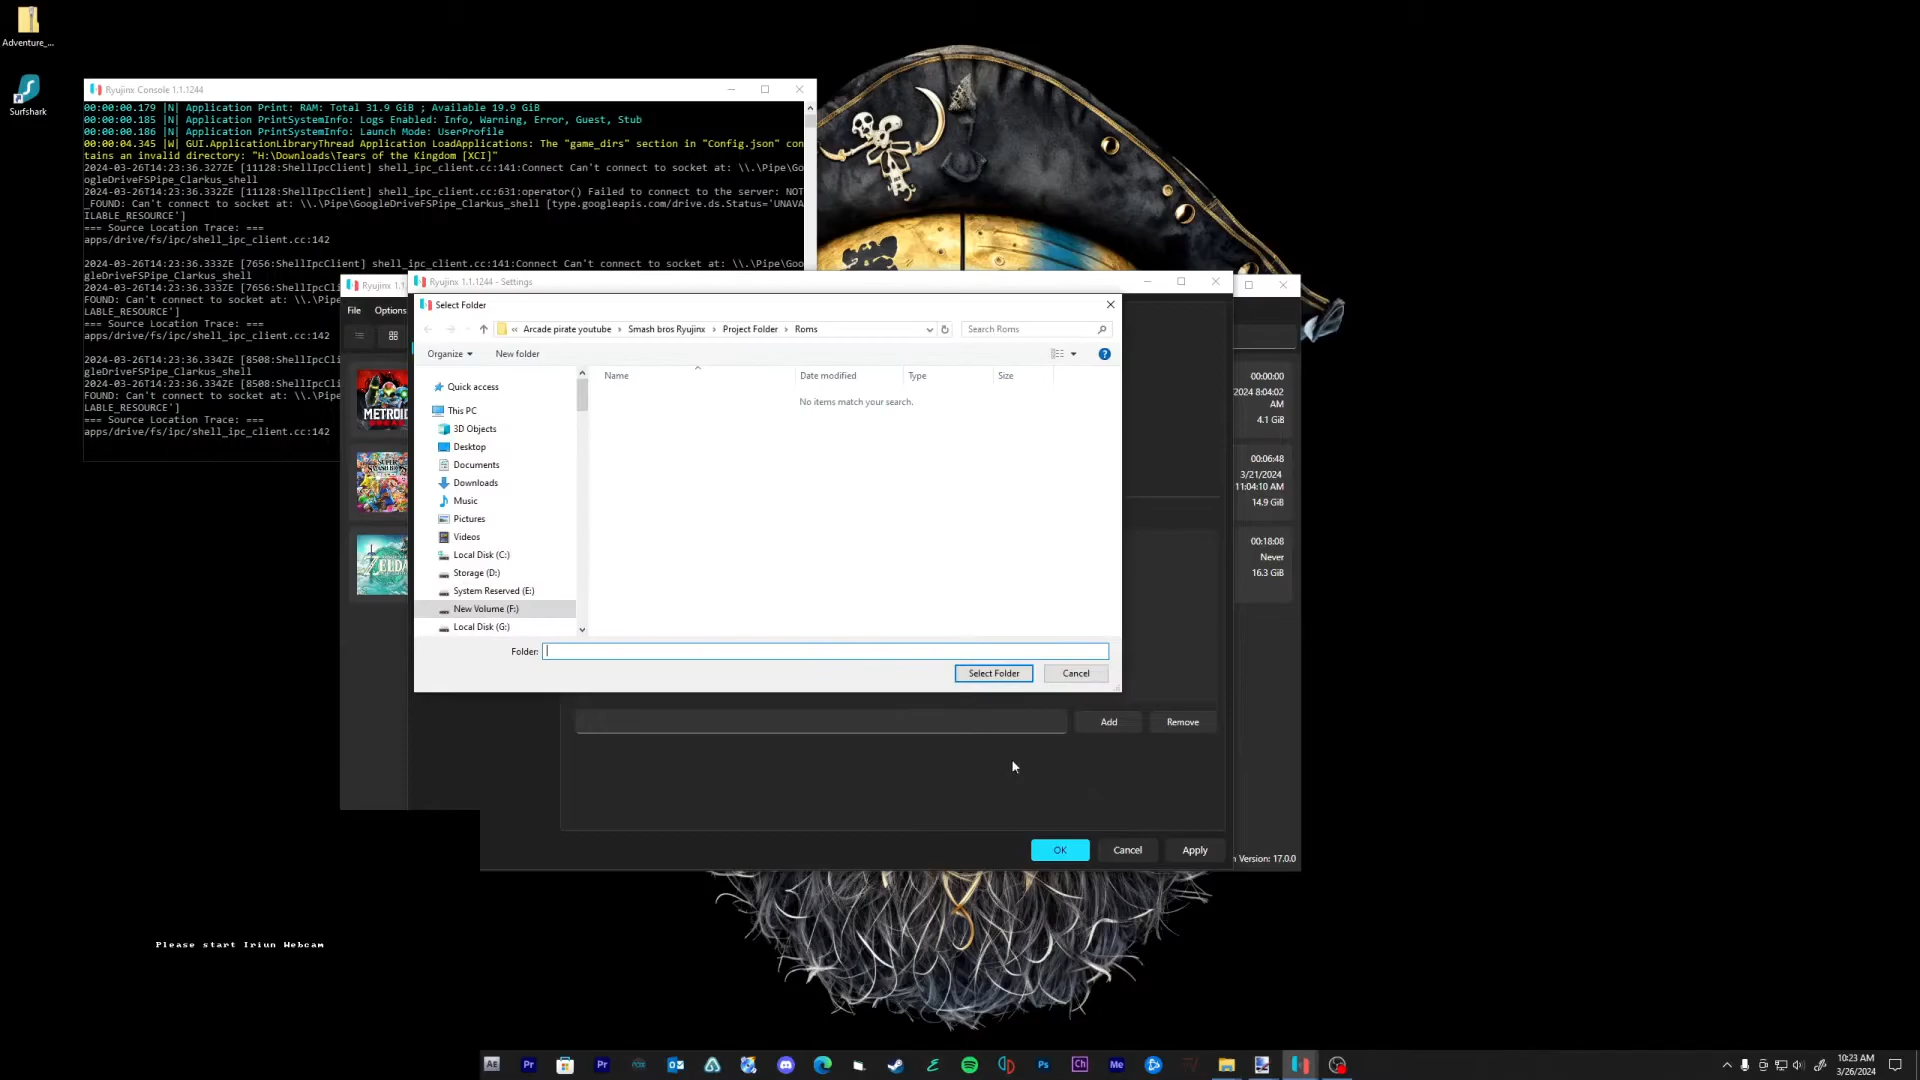 Adventure_...
Surfshark
Ryujinx Console 1.1.1244
00:00:00.179 |N| Application Print: RAM: Total 31.9 GiB ; Available 19.9 GiB
00:00:00.185 |N| Application PrintSystemInfo: Logs Enabled: Info, Warning, Error, Guest, Stub
00:00:00.186 |N| Application PrintSystemInfo: Launch Mode: UserProfile
00:00:04.345 |W| GUI.ApplicationLibraryThread Application LoadApplications: The "game_dirs" section in "Config.json" con
tains an invalid directory: "H:\Downloads\Tears of the Kingdom [XCI]"
2024-03-26T14:23:36.327ZE [11128:ShellIpcClient] shell_ipc_client.cc:141:Connect Can't connect to socket at: \\.\Pipe\Go
ogleDriveFSPipe_Clarkus_shell
2024-03-26T14:23:36.332ZE [11128:ShellIpcClient] shell_ipc_client.cc:631:operator() Failed to connect to the server: NOT
_FOUND: Can't connect to socket at: \\.\Pipe\GoogleDriveFSPipe_Clarkus_shell [type.googleapis.com/drive.ds.Status='UNAVA
ILABLE_RESOURCE']
=== Source Location Trace: ===
apps/drive/fs/ipc/shell_ipc_client.cc:142
2024-03-26T14:23:36.333ZE [7656:ShellIpcClient] shell_ipc_client.cc:141:Connect Can't connect to socket at: \\.\Pipe\Goo
gleDriveFSPipe_Clarkus_shell
2024-03-26T14:23:36.333ZE [7656:ShellIpcCli
FOUND: Can't connect to socket at: \\.\Pipe
LABLE_RESOURCE']
=== Source Location Trace: ===
apps/drive/fs/ipc/shell_ipc_client.cc:142
2024-03-26T14:23:36.334ZE [8508:ShellIpcCli
gleDriveFSPipe_Clarkus_shell
2024-03-26T14:23:36.334ZE [8508:ShellIpcCli
FOUND: Can't connect to socket at: \\.\Pipe
LABLE_RESOURCE']
=== Source Location Trace: ===
apps/drive/fs/ipc/shell_ipc_client.cc:142
Ryujinx 1.1
File Options
METROID
SUPER
SMASH BROS
ZELDA
Ryujinx 1.1.1244 - Settings
Select Folder
« Arcade pirate youtube › Smash bros Ryujinx › Project Folder › Roms
Search Roms
Organize New folder
Name Date modified Type Size
No items match your search.
Quick access
This PC
3D Objects
Desktop
Documents
Downloads
Music
Pictures
Videos
Local Disk (C:)
Storage (D:)
System Reserved (E:)
New Volume (F:)
Local Disk (G:)
Folder:
Select Folder Cancel
Add Remove
OK Cancel Apply
00:00:00
2024 8:04:02
AM
4.1 GiB
00:06:48
3/21/2024
11:04:10 AM
14.9 GiB
00:18:08
Never
16.3 GiB
n Version: 17.0.0
Please start Iriun Webcam
AE Pr Pr Ps Ch Me
10:23 AM
3/26/2024